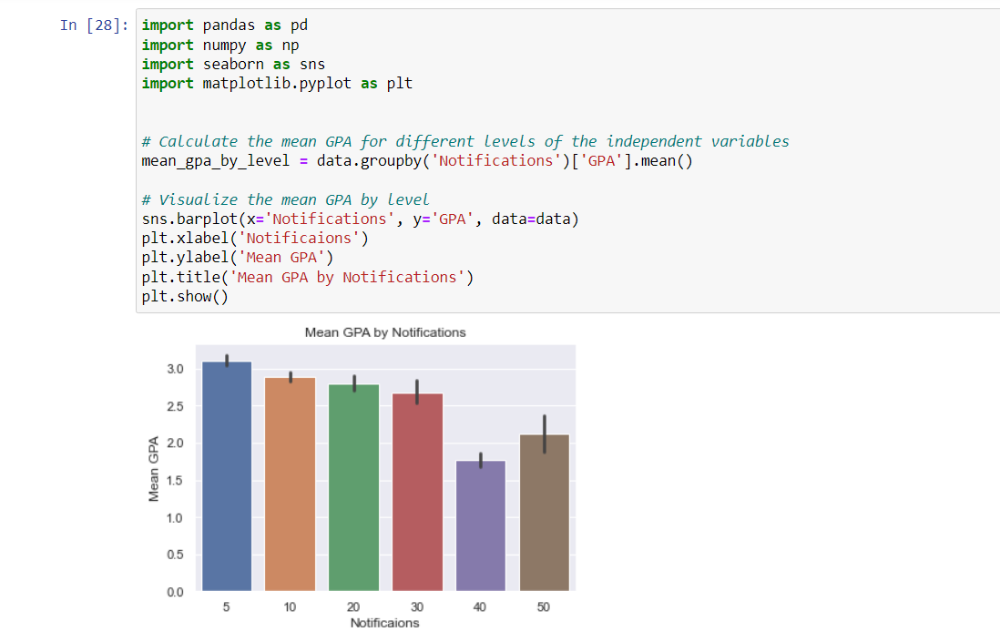 In [28]:
import pandas as pd
import numpy as np
import seaborn as sns
import matplotlib.pyplot as plt
# Calculate the mean GPA for different levels of the independent variables
mean_gpa_by_level = data.groupby('Notifications')['GPA'].mean()
# Visualize the mean GPA by level
sns.barplot(x='Notifications', y='GPA', data=data)
plt.xlabel('Notificaions')
plt.ylabel('Mean GPA')
plt.title('Mean GPA by Notifications')
plt.show()
Mean GPA by Notifications
Mean GPA
3.0
2.5
2.0
1.5
1.0
0.5
0.0
5 10 20 30 40 50
Notificaions